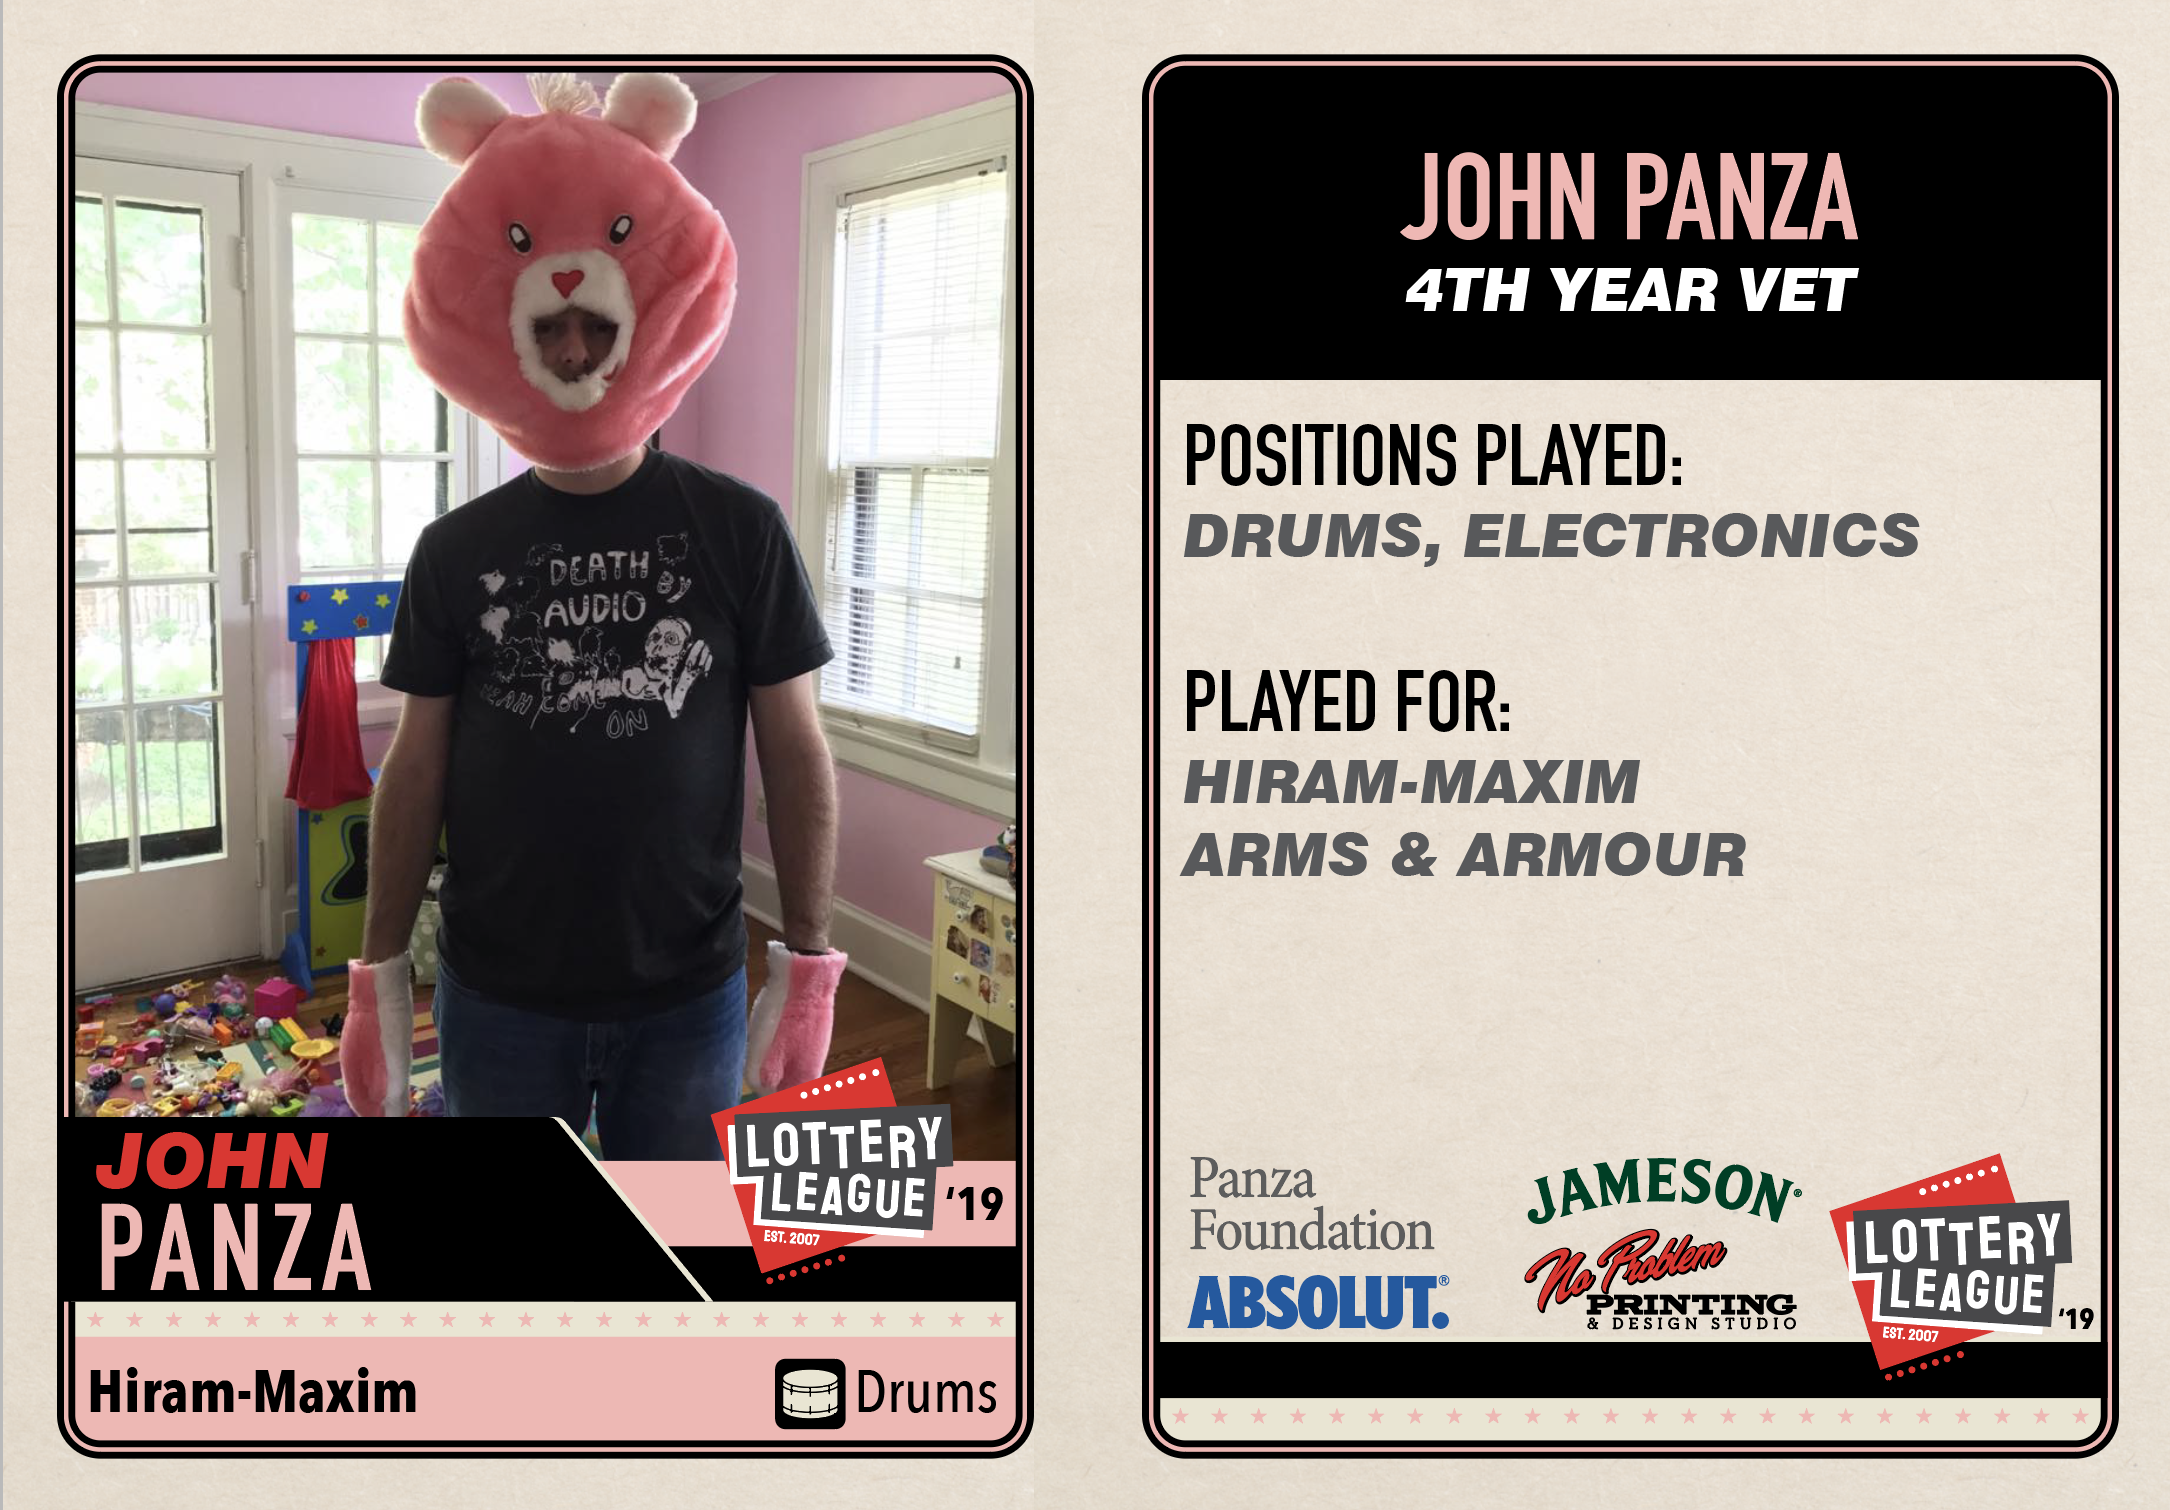 DEATH BY
AUDIO
YEAH COME
ON
JOHN
PANZA
LOTTERY
LEAGUE
'19
EST. 2007
Hiram-Maxim
Drums
JOHN PANZA
4TH YEAR VET
POSITIONS PLAYED:
DRUMS, ELECTRONICS
PLAYED FOR:
HIRAM-MAXIM
ARMS & ARMOUR
Panza
Foundation
ABSOLUT.®
JAMESON®
No Problem
PRINTING
& DESIGN STUDIO
LOTTERY
LEAGUE
'19
EST. 2007